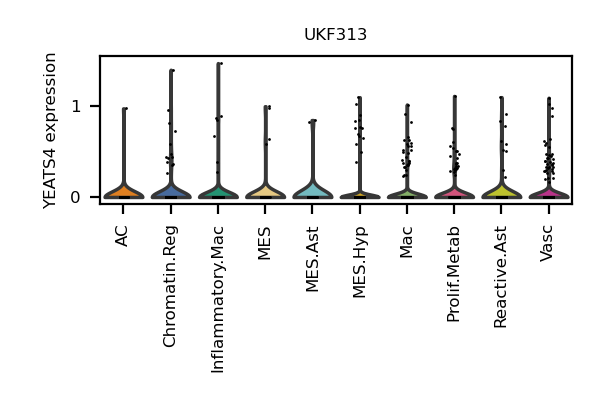 UKF313
YEATS4 expression
1
0
AC
Chromatin.Reg
Inflammatory.Mac
MES
MES.Ast
MES.Hyp
Mac
Prolif.Metab
Reactive.Ast
Vasc